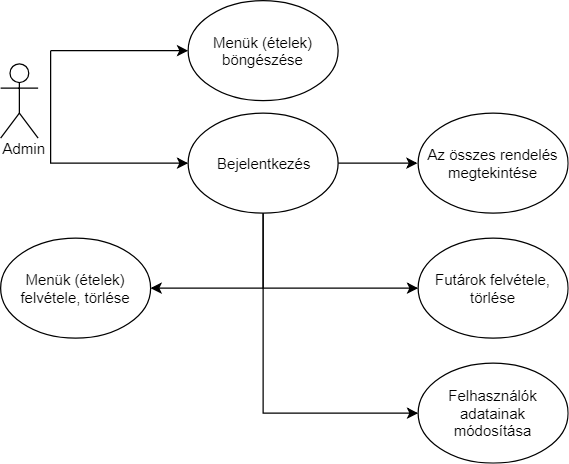 Menük (ételek)
böngészése
Admin
Bejelentkezés
Az összes rendelés
megtekintése
Menük (ételek)
felvétele, törlése
Futárok felvétele,
törlése
Felhasználók
adatainak
módosítása